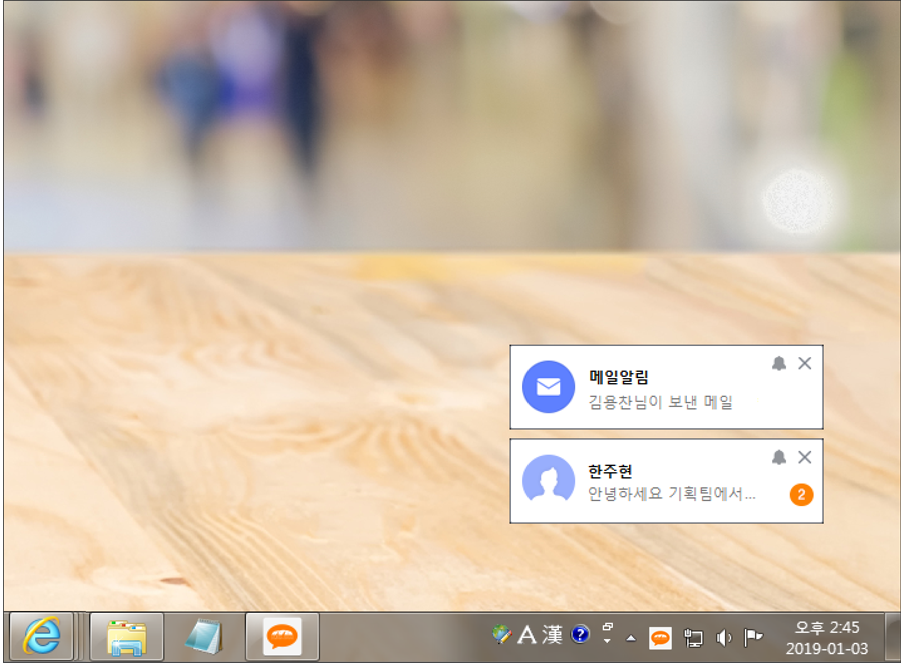 메일알림
김용찬님이 보낸 메일
한주현
안녕하세요 기획팀에서...
2
A 漢 ?
오후 2:45
2019-01-03